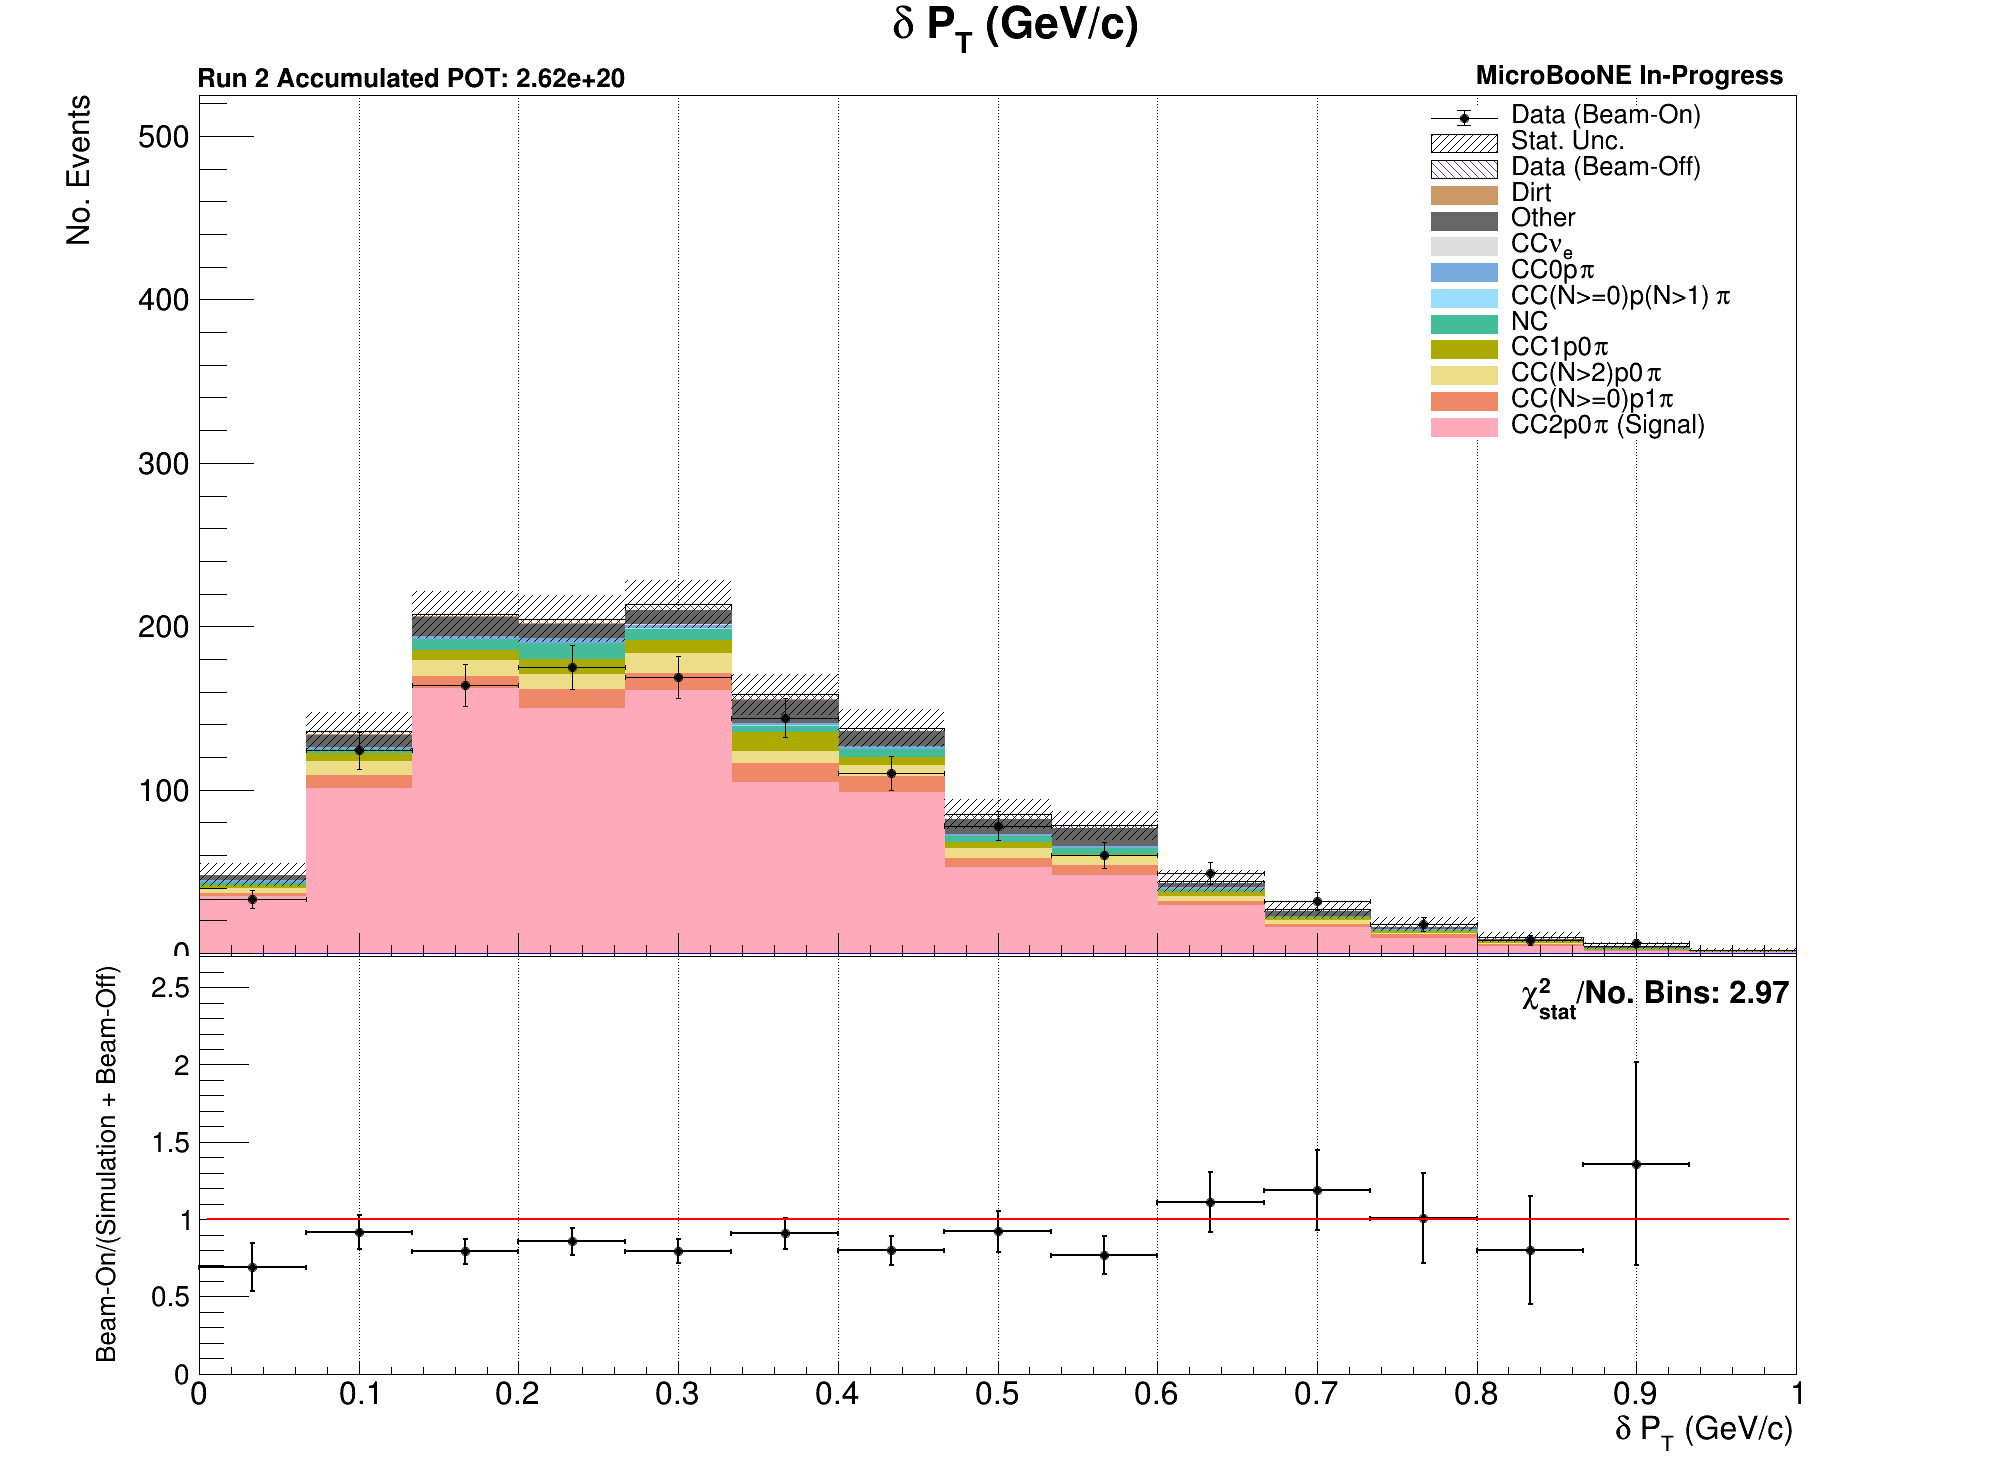 δ P_T (GeV/c)
Run 2 Accumulated POT: 2.62e+20
MicroBooNE In-Progress
No. Events
500
400
300
200
100
0
Data (Beam-On)
Stat. Unc.
Data (Beam-Off)
Dirt
Other
CCν_e
CC0pπ
CC(N>=0)p(N>1) π
NC
CC1p0π
CC(N>2)p0π
CC(N>=0)p1π
CC2p0π (Signal)
Beam-On/(Simulation + Beam-Off)
2.5
2
1.5
1
0.5
0
χ²_stat/No. Bins: 2.97
0 0.1 0.2 0.3 0.4 0.5 0.6 0.7 0.8 0.9 1
δ P_T (GeV/c)